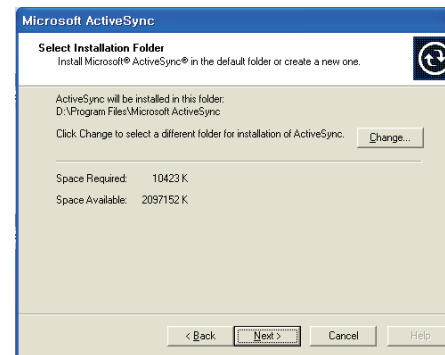 Microsoft ActiveSync
Select Installation Folder
Install Microsoft® ActiveSync® in the default folder or create a new one.
ActiveSync will be installed in this folder:
D:\Program Files\Microsoft ActiveSync
Click Change to select a different folder for installation of ActiveSync.
Change...
Space Required: 10423 K
Space Available: 2097152 K
< Back Next > Cancel Help